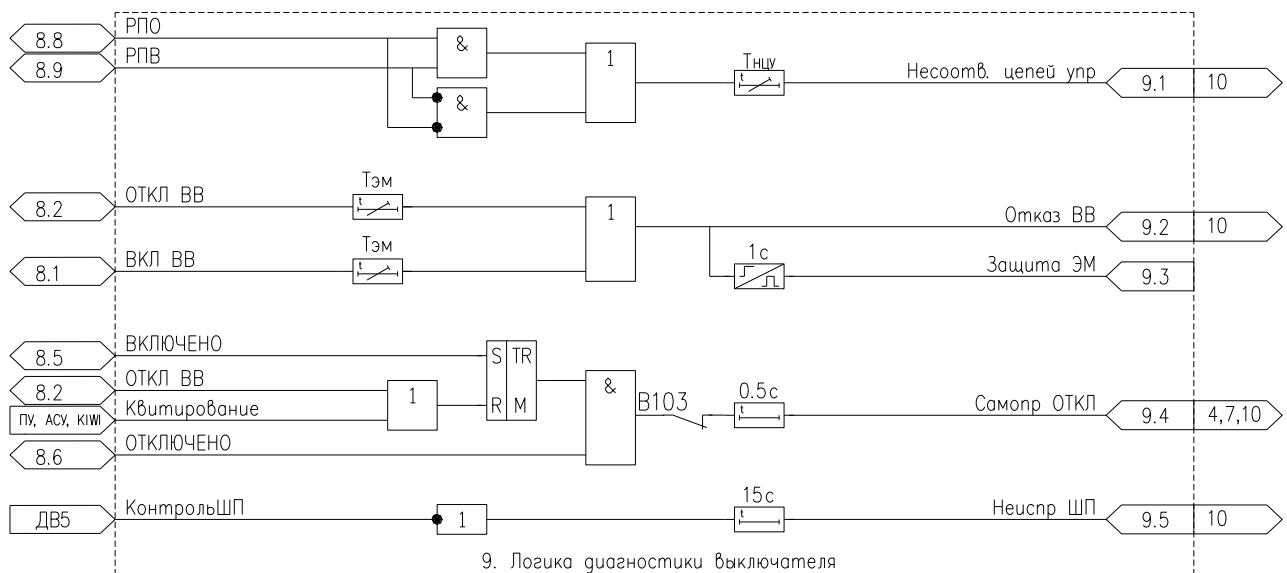 8.8 РПО
8.9 РПВ
&
&
1
Тнцу
Несоотв. цепей упр 9.1 10
8.2 ОТКЛ ВВ
Тэм
8.1 ВКЛ ВВ
Тэм
1
Отказ ВВ 9.2 10
1с
Защита ЭМ 9.3
8.5 ВКЛЮЧЕНО
8.2 ОТКЛ ВВ
ПУ, АСУ, KIWI Квитирование
8.6 ОТКЛЮЧЕНО
1
S TR
R M
&
В103
0.5с
Самопр ОТКЛ 9.4 4,7,10
ДВ5 КонтрольШП
1
15с
Неиспр ШП 9.5 10
9. Логика диагностики выключателя